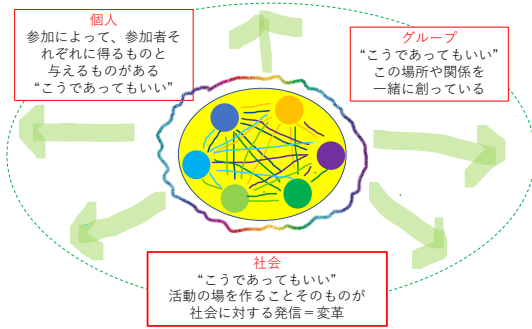 個人
参加によって、参加者そ
れぞれに得るものと
与えるものがある
“こうであってもいい”
グループ
“こうであってもいい”
この場所や関係を
一緒に創っている
社会
“こうであってもいい”
活動の場を作ることそのものが
社会に対する発信＝変革